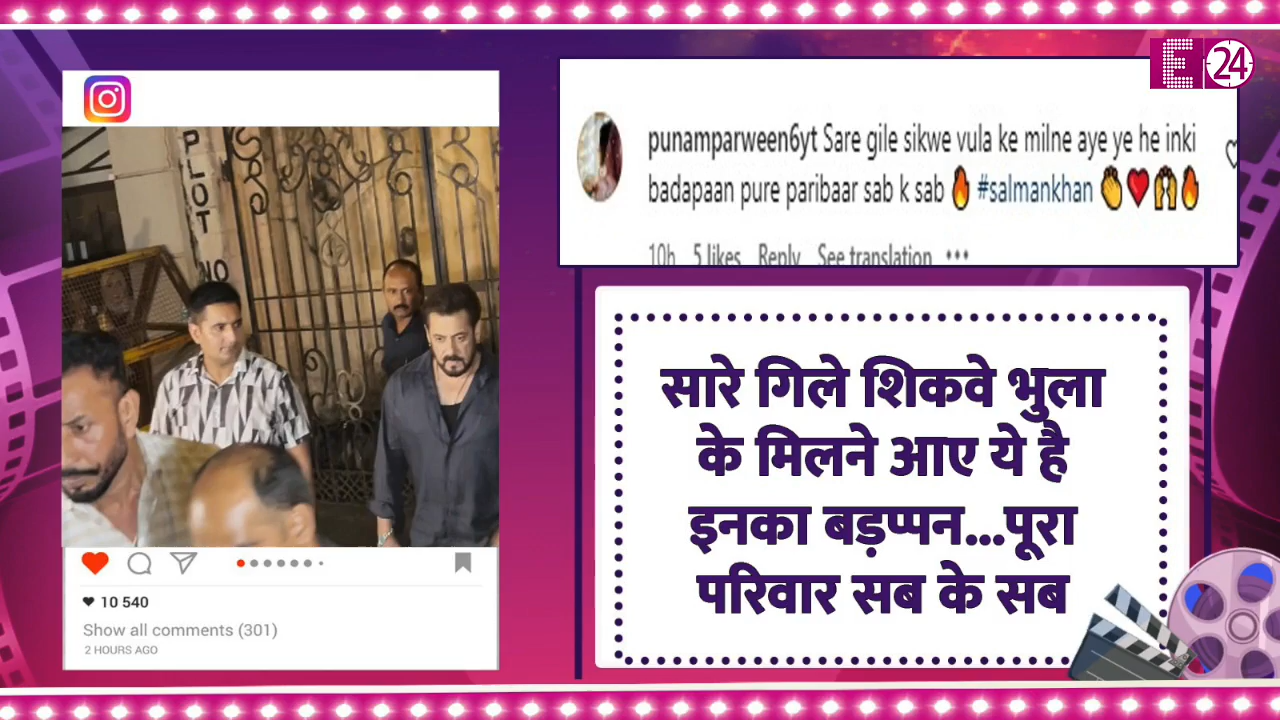 E 24
punamparween6yt Sare gile sikwe vula ke milne aye ye he inki
badapaan pure paribaar sab k sab 🔥 #salmankhan 👏❤️🙌🔥
10h 5 likes Reply See translation •••
PLOT NO
सारे गिले शिकवे भुला
के मिलने आए ये है
इनका बड़प्पन...पूरा
परिवार सब के सब
10 540
Show all comments (301)
2 HOURS AGO